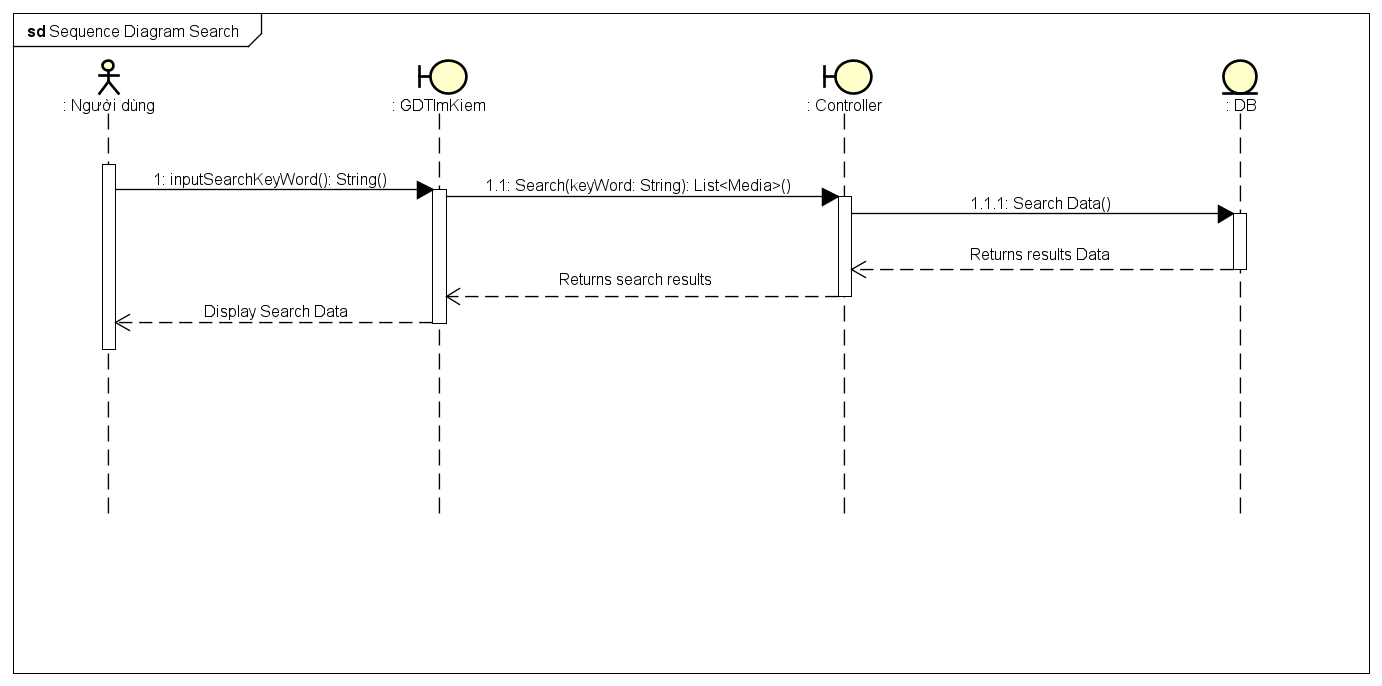 sd Sequence Diagram Search
: Người dùng
: GDTImKiem
: Controller
: DB
1: inputSearchKeyWord(): String()
1.1: Search(keyWord: String): List<Media>()
1.1.1: Search Data()
Returns results Data
Returns search results
Display Search Data